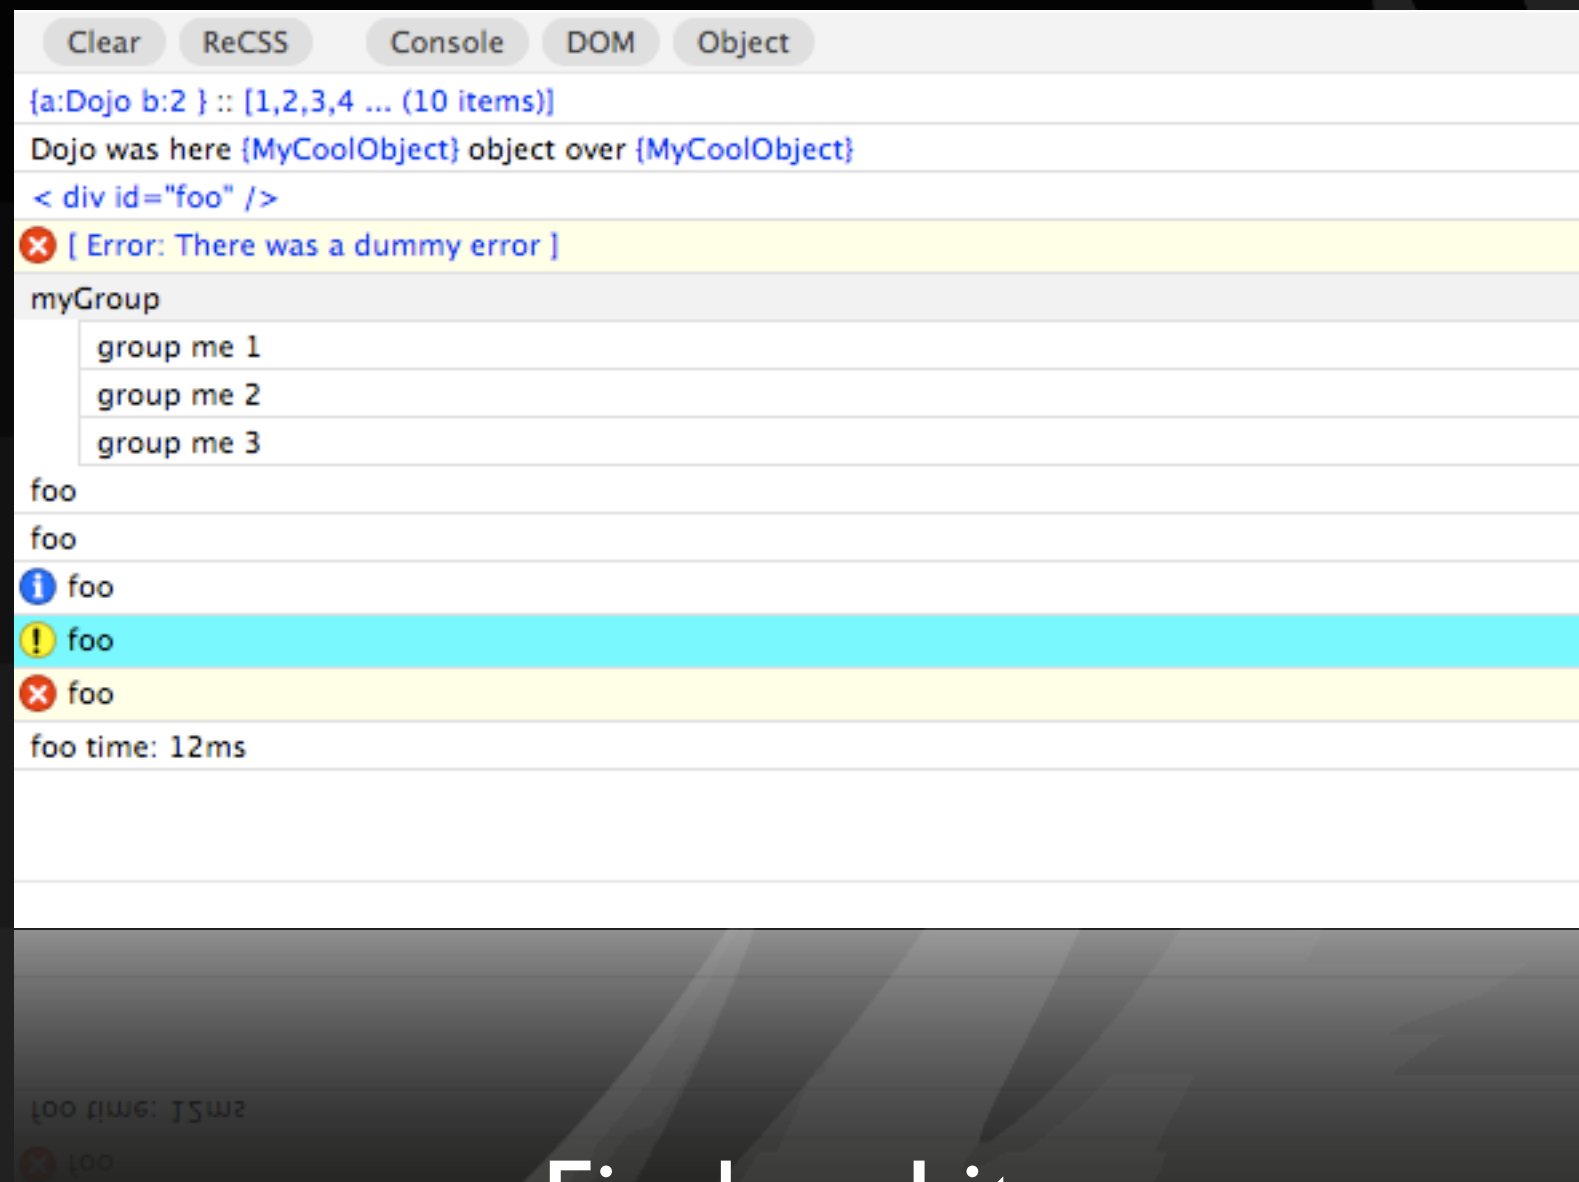 Clear ReCSS Console DOM Object
{a:Dojo b:2 } :: [1,2,3,4 ... (10 items)]
Dojo was here {MyCoolObject} object over {MyCoolObject}
< div id="foo" />
[ Error: There was a dummy error ]
myGroup
group me 1
group me 2
group me 3
foo
foo
foo
foo
foo
foo time: 12ms